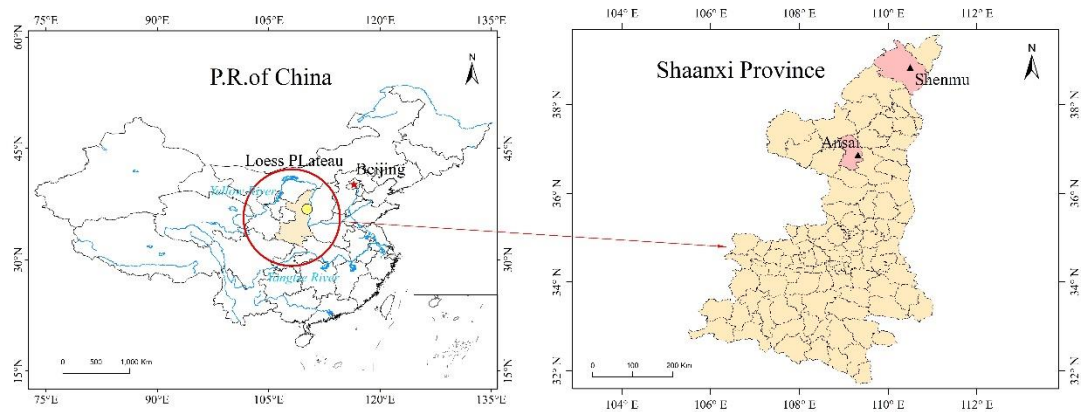 75°E 90°E 105°E 120°E 135°E
60°N
45°N
30°N
15°N
P.R.of China
N
Loess PLateau
Beijing
Yellow River
Yangtze River
0 500 1,000 Km
60°N
45°N
30°N
15°N
75°E 90°E 105°E 120°E 135°E
104° E 106° E 108° E 110° E 112° E
38° N
36° N
34° N
32° N
Shaanxi Province
N
Shenmu
Ansai
0 100 200 Km
38° N
36° N
34° N
32° N
104° E 106° E 108° E 110° E 112° E